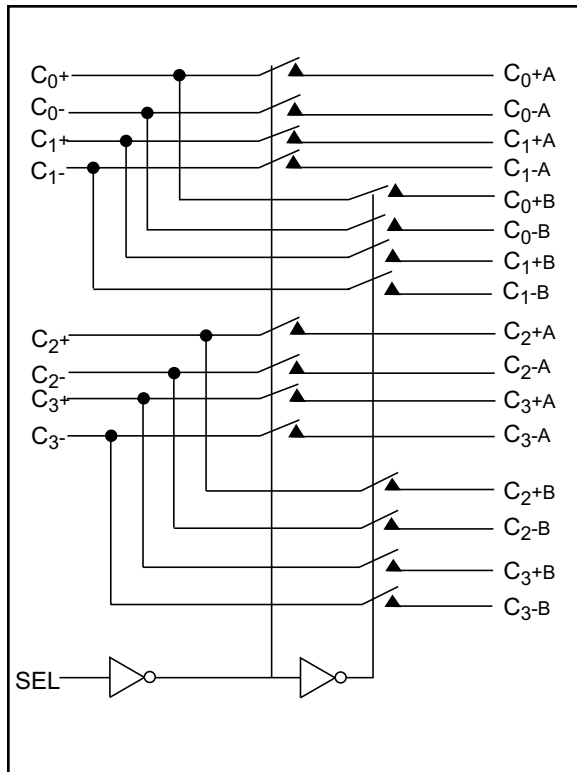 C0+ C0+A
C0- C0-A
C1+ C1+A
C1- C1-A
C0+B
C0-B
C1+B
C1-B
C2+ C2+A
C2- C2-A
C3+ C3+A
C3- C3-A
C2+B
C2-B
C3+B
C3-B
SEL